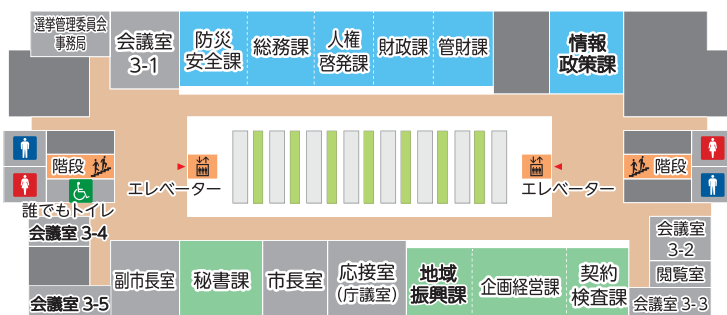 選挙管理委員会
事務局
会議室
3-1
防災
安全課
総務課
人権
啓発課
財政課
管財課
情報
政策課
階段
エレベーター
エレベーター
階段
誰でもトイレ
会議室 3-4
会議室 3-5
副市長室
秘書課
市長室
応接室
(庁議室)
地域
振興課
企画経営課
契約
検査課
会議室
3-2
閲覧室
会議室 3-3